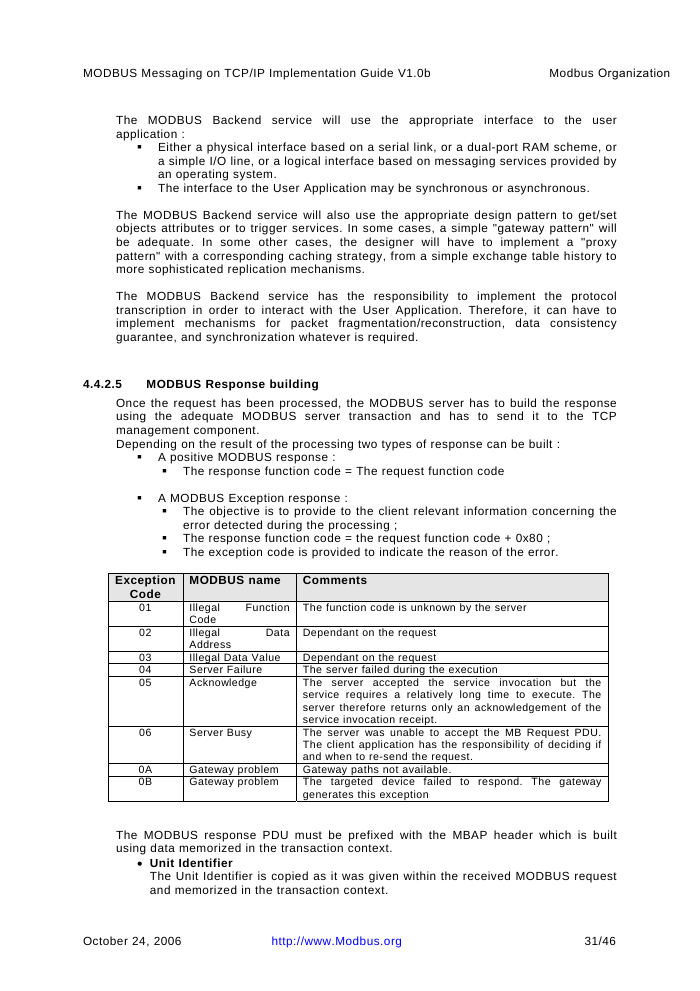 MODBUS Messaging on TCP/IP Implementation Guide V1.0b Modbus Organization
The MODBUS Backend service will use the appropriate interface to the user
application :
▪ Either a physical interface based on a serial link, or a dual-port RAM scheme, or
a simple I/O line, or a logical interface based on messaging services provided by
an operating system.
▪ The interface to the User Application may be synchronous or asynchronous.
The MODBUS Backend service will also use the appropriate design pattern to get/set
objects attributes or to trigger services. In some cases, a simple "gateway pattern" will
be adequate. In some other cases, the designer will have to implement a "proxy
pattern" with a corresponding caching strategy, from a simple exchange table history to
more sophisticated replication mechanisms.
The MODBUS Backend service has the responsibility to implement the protocol
transcription in order to interact with the User Application. Therefore, it can have to
implement mechanisms for packet fragmentation/reconstruction, data consistency
guarantee, and synchronization whatever is required.
4.4.2.5 MODBUS Response building
Once the request has been processed, the MODBUS server has to build the response
using the adequate MODBUS server transaction and has to send it to the TCP
management component.
Depending on the result of the processing two types of response can be built :
▪ A positive MODBUS response :
▪ The response function code = The request function code
▪ A MODBUS Exception response :
▪ The objective is to provide to the client relevant information concerning the
error detected during the processing ;
▪ The response function code = the request function code + 0x80 ;
▪ The exception code is provided to indicate the reason of the error.
Exception MODBUS name Comments
Code
01 Illegal Function The function code is unknown by the server
Code
02 Illegal Data Dependant on the request
Address
03 Illegal Data Value Dependant on the request
04 Server Failure The server failed during the execution
05 Acknowledge The server accepted the service invocation but the
service requires a relatively long time to execute. The
server therefore returns only an acknowledgement of the
service invocation receipt.
06 Server Busy The server was unable to accept the MB Request PDU.
The client application has the responsibility of deciding if
and when to re-send the request.
0A Gateway problem Gateway paths not available.
0B Gateway problem The targeted device failed to respond. The gateway
generates this exception
The MODBUS response PDU must be prefixed with the MBAP header which is built
using data memorized in the transaction context.
• Unit Identifier
The Unit Identifier is copied as it was given within the received MODBUS request
and memorized in the transaction context.
October 24, 2006 http://www.Modbus.org 31/46